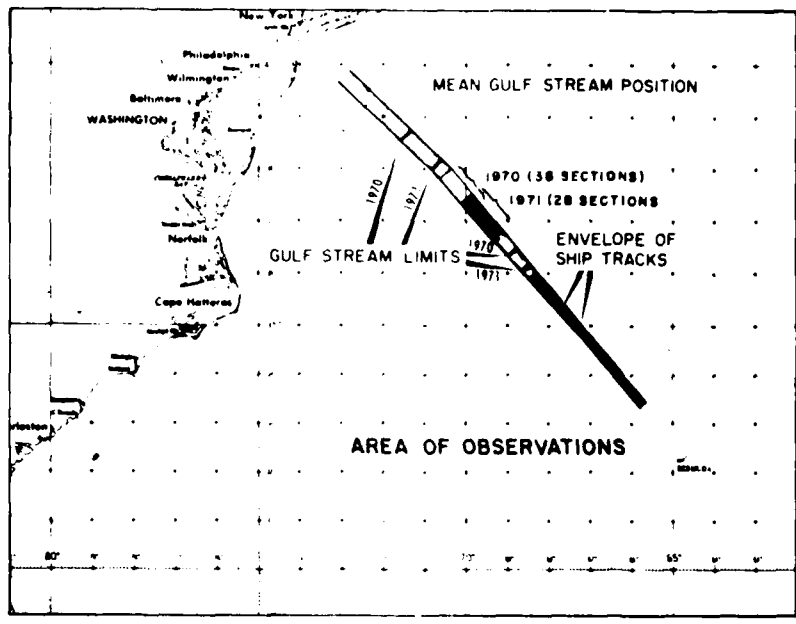 New York
Philadelphia
Wilmington
Baltimore
WASHINGTON
Norfolk
Cape Hatteras
MEAN GULF STREAM POSITION
1970 (36 SECTIONS)
1971 (28 SECTIONS
1970
1971
GULF STREAM LIMITS
1970
1971
ENVELOPE OF
SHIP TRACKS
AREA OF OBSERVATIONS
80°
70°
65°